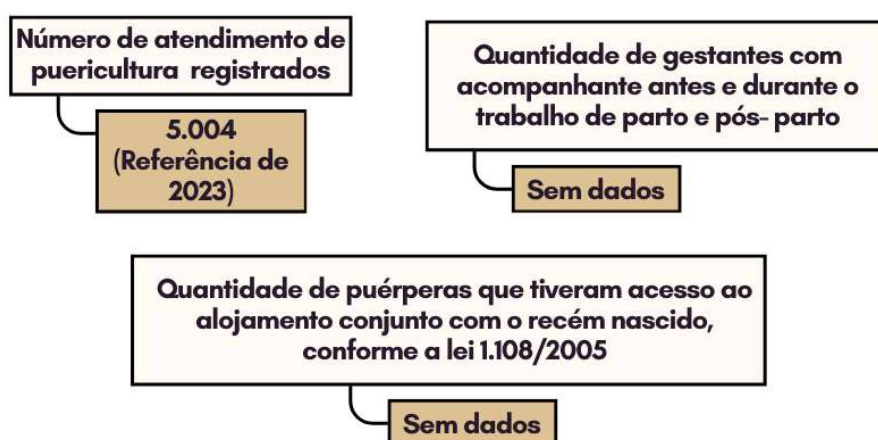 Número de atendimento de
puericultura registrados
5.004
(Referência de
2023)
Quantidade de gestantes com
acompanhante antes e durante o
trabalho de parto e pós- parto
Sem dados
Quantidade de puérperas que tiveram acesso ao
alojamento conjunto com o recém nascido,
conforme a lei 1.108/2005
Sem dados